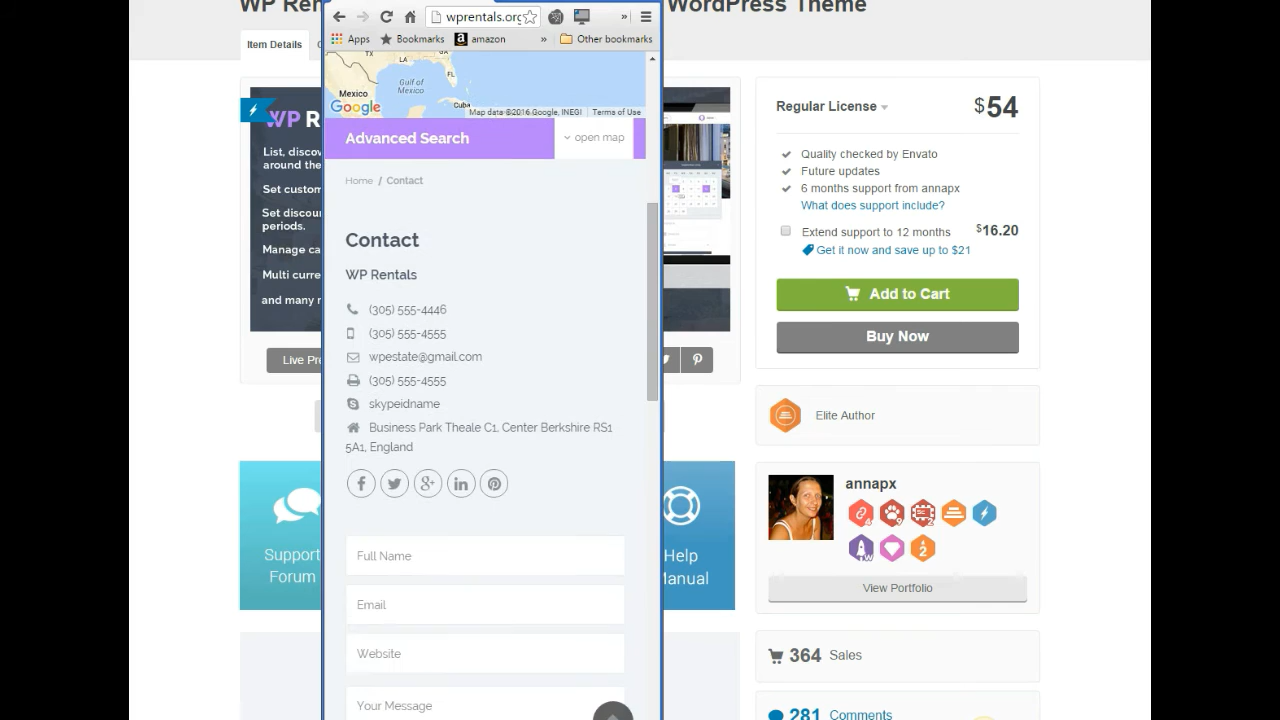 WP Ren
WordPress Theme
Item Details
wprentals.org
Apps
Bookmarks
amazon
»
Other bookmarks
TX
LA
GA
FL
Gulf of
Mexico
Mexico
Cuba
Google
Map data ©2016 Google, INEGI
Terms of Use
Advanced Search
open map
Home / Contact
Contact
WP Rentals
(305) 555-4446
(305) 555-4555
wpestate@gmail.com
(305) 555-4555
skypeidname
Business Park Theale C1, Center Berkshire RS1
5A1, England
Full Name
Email
Website
Your Message
WP R
List, discov
around the
Set custom
Set discou
periods.
Manage ca
Multi curre
and many r
Live Pre
Support
Forum
Help
Manual
Regular License
$54
Quality checked by Envato
Future updates
6 months support from annapx
What does support include?
Extend support to 12 months
$16.20
Get it now and save up to $21
Add to Cart
Buy Now
Elite Author
annapx
View Portfolio
364 Sales
281 Comments